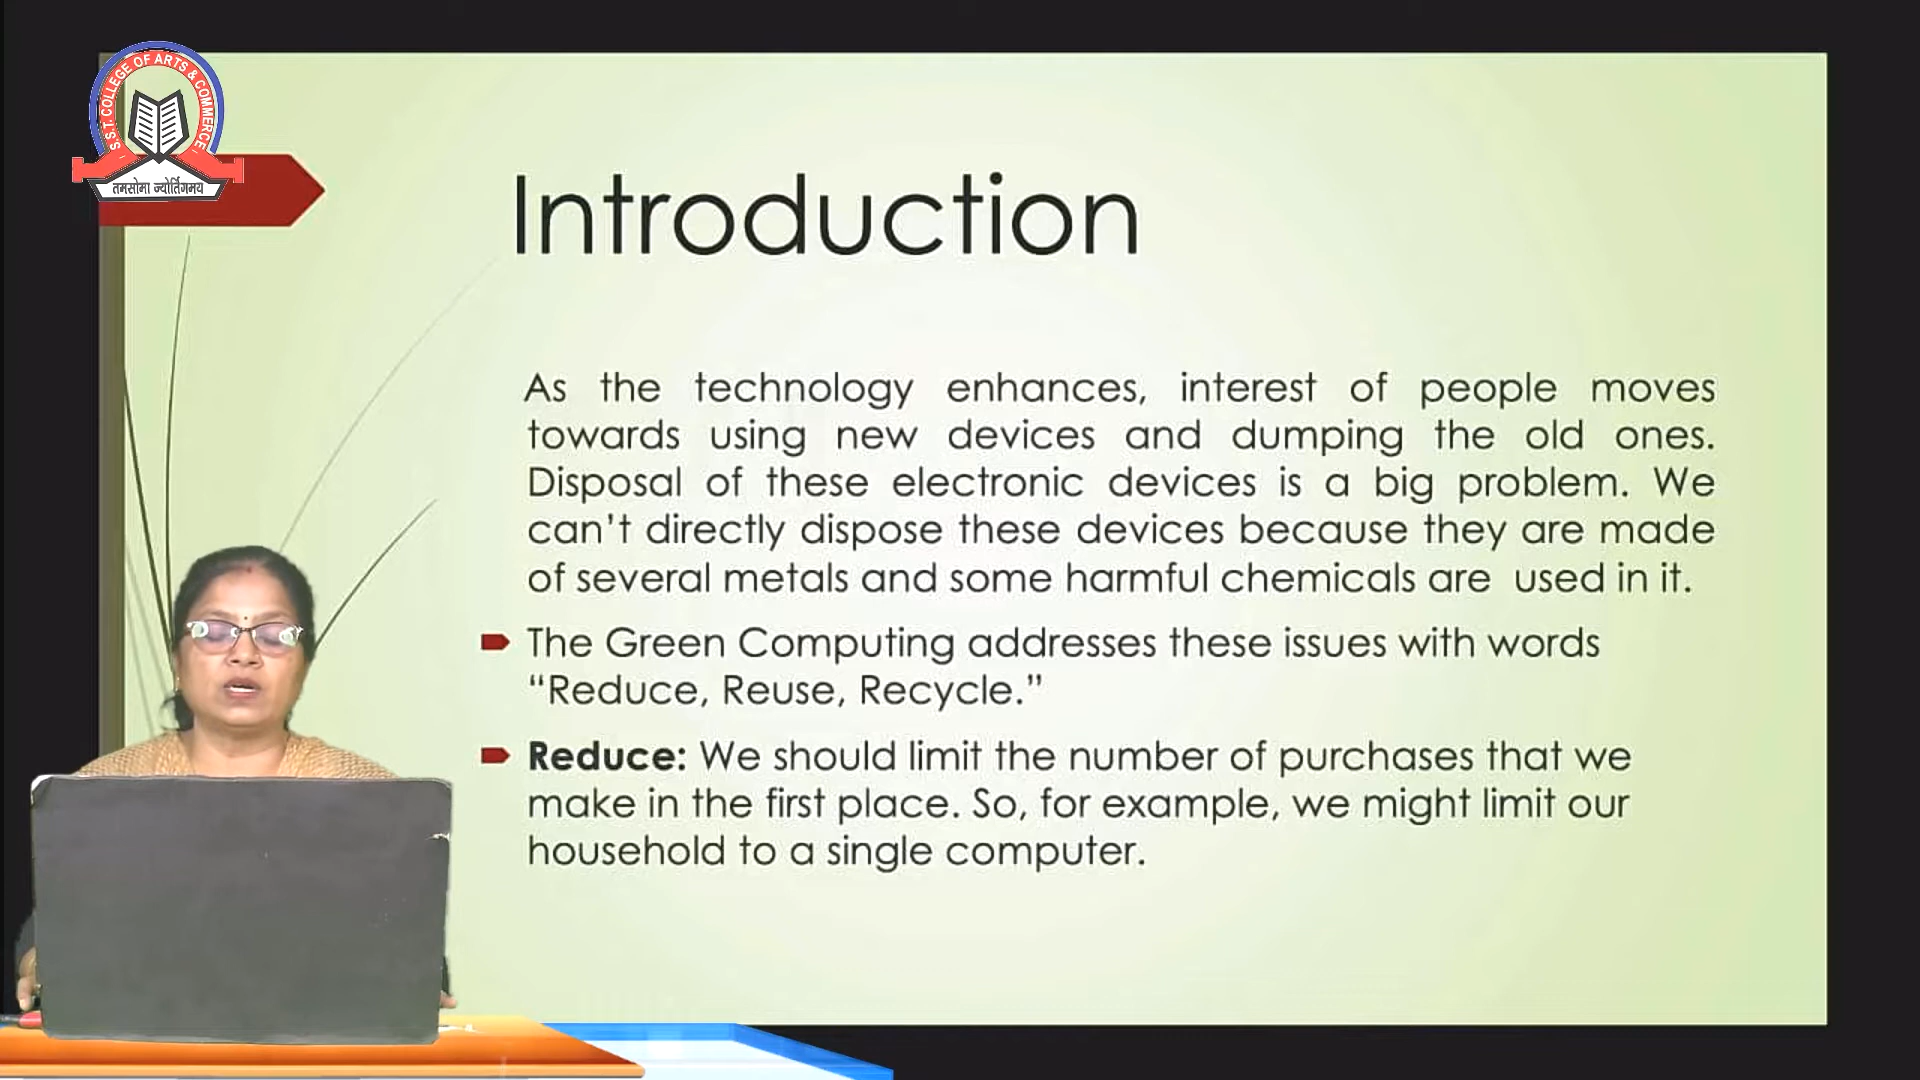 S.S.T. COLLEGE OF ARTS & COMMERCE
तमसोमा ज्योर्तिगमय
Introduction
As the technology enhances, interest of people moves
towards using new devices and dumping the old ones.
Disposal of these electronic devices is a big problem. We
can’t directly dispose these devices because they are made
of several metals and some harmful chemicals are used in it.
The Green Computing addresses these issues with words
“Reduce, Reuse, Recycle.”
Reduce: We should limit the number of purchases that we
make in the first place. So, for example, we might limit our
household to a single computer.